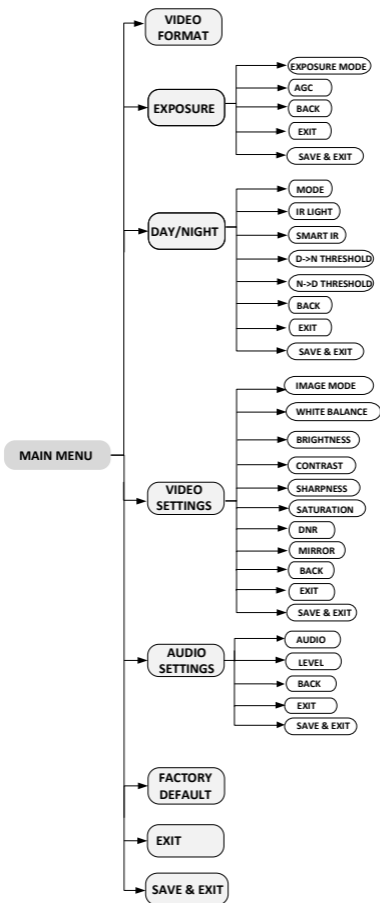 MAIN MENU
VIDEO
FORMAT
EXPOSURE
EXPOSURE MODE
AGC
BACK
EXIT
SAVE & EXIT
DAY/NIGHT
MODE
IR LIGHT
SMART IR
D->N THRESHOLD
N->D THRESHOLD
BACK
EXIT
SAVE & EXIT
VIDEO
SETTINGS
IMAGE MODE
WHITE BALANCE
BRIGHTNESS
CONTRAST
SHARPNESS
SATURATION
DNR
MIRROR
BACK
EXIT
SAVE & EXIT
AUDIO
SETTINGS
AUDIO
LEVEL
BACK
EXIT
SAVE & EXIT
FACTORY
DEFAULT
EXIT
SAVE & EXIT